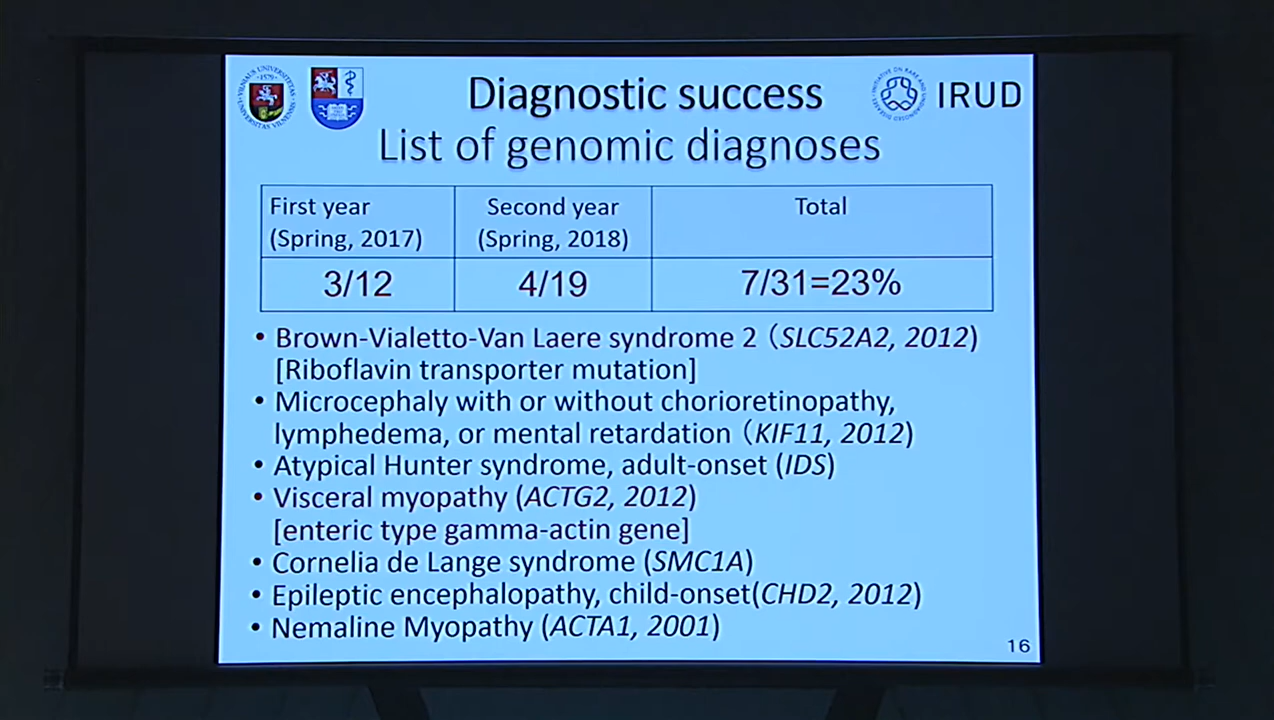 Diagnostic success
IRUD
List of genomic diagnoses
First year
(Spring, 2017)
Second year
(Spring, 2018)
Total
3/12
4/19
7/31=23%
• Brown-Vialetto-Van Laere syndrome 2（SLC52A2, 2012)
[Riboflavin transporter mutation]
• Microcephaly with or without chorioretinopathy,
lymphedema, or mental retardation（KIF11, 2012)
• Atypical Hunter syndrome, adult-onset (IDS)
• Visceral myopathy (ACTG2, 2012)
[enteric type gamma-actin gene]
• Cornelia de Lange syndrome (SMC1A)
• Epileptic encephalopathy, child-onset(CHD2, 2012)
• Nemaline Myopathy (ACTA1, 2001)
16